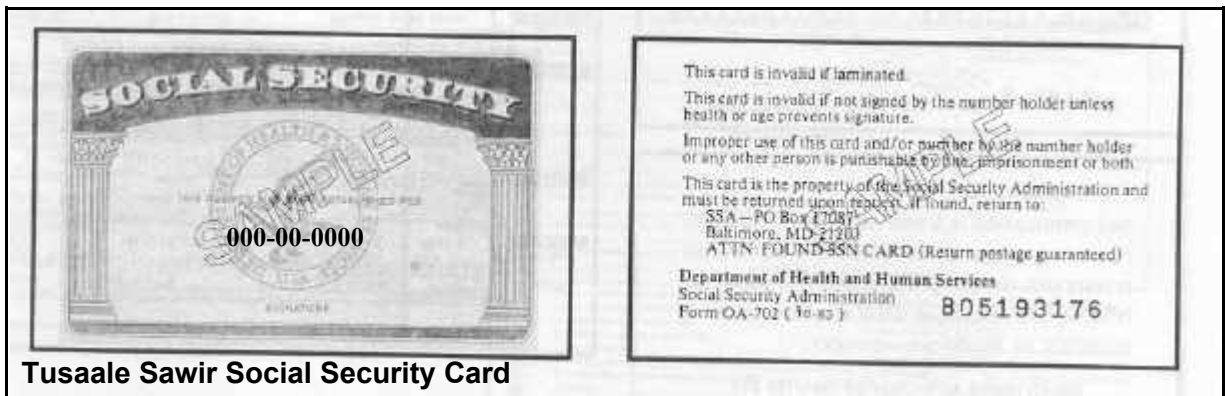 SOCIAL SECURITY
SAMPLE
000-00-0000
SIGNATURE
This card is invalid if laminated.
This card is invalid if not signed by the number holder unless
health or age prevents signature.
Improper use of this card and/or number by the number holder
or any other person is punishable by fine, imprisonment or both.
This card is the property of the Social Security Administration and
must be returned upon request. If found, return to:
SSA – PO Box 17087
Baltimore, MD 21203
ATTN: FOUND SSN CARD (Return postage guaranteed)
SAMPLE
Department of Health and Human Services
Social Security Administration
Form OA-702 (10-83)
B05193176
Tusaale Sawir Social Security Card